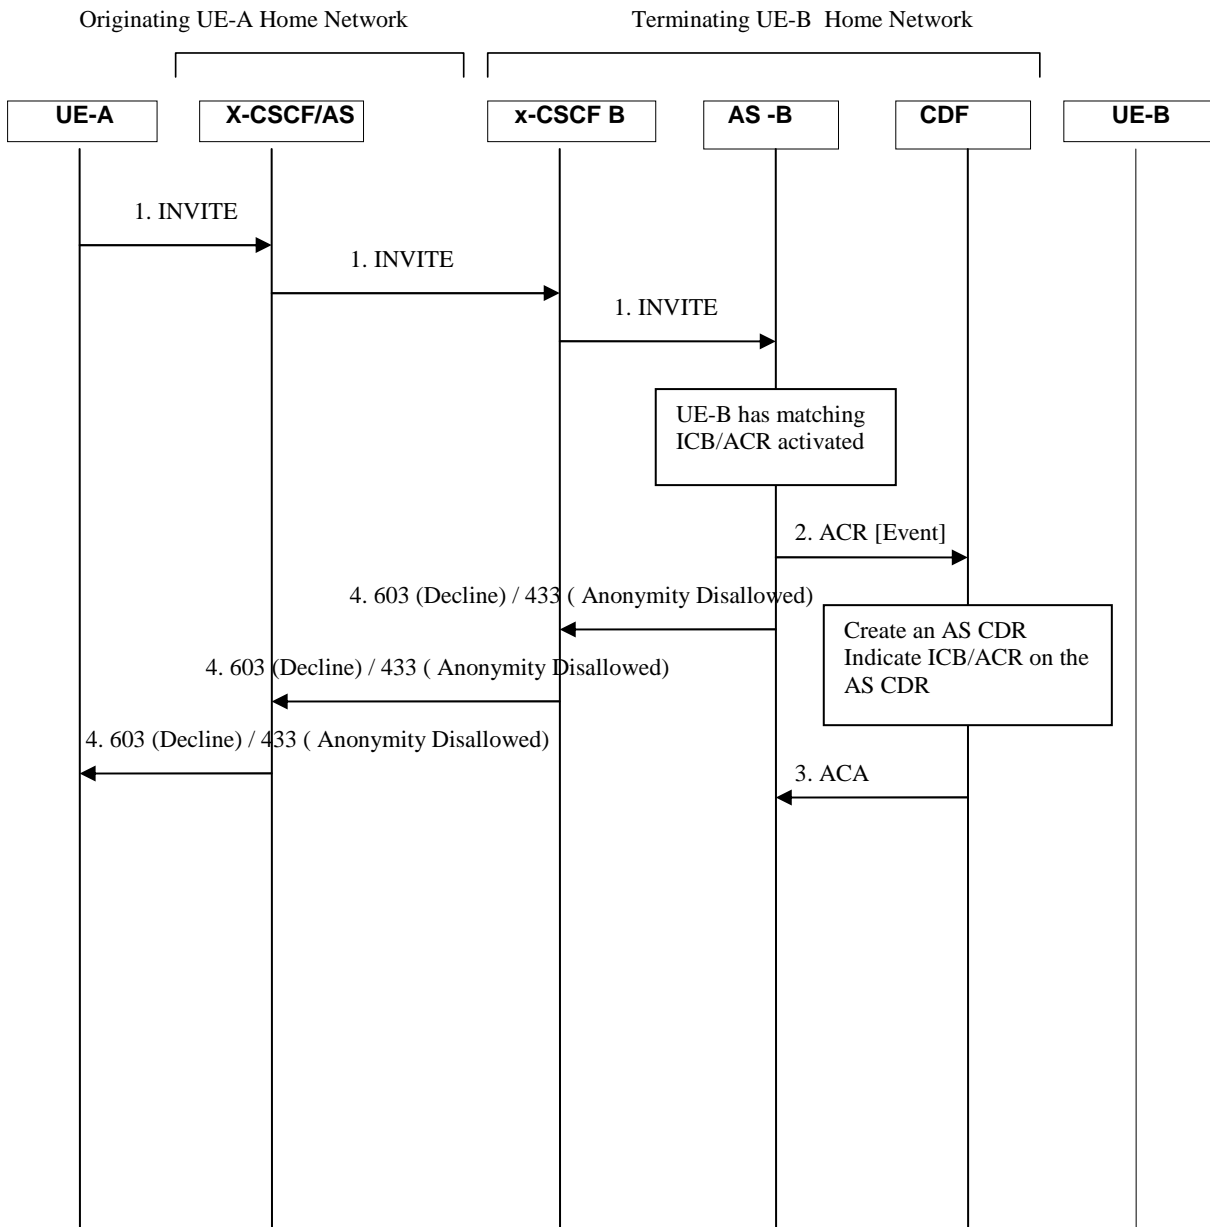 Originating UE-A Home Network
Terminating UE-B  Home Network
UE-A
X-CSCF/AS
x-CSCF B
AS -B
CDF
UE-B
1. INVITE
1. INVITE
1. INVITE
UE-B has matching
ICB/ACR activated
2. ACR [Event]
4. 603 (Decline) / 433 ( Anonymity Disallowed)
Create an AS CDR
Indicate ICB/ACR on the
AS CDR
4. 603 (Decline) / 433 ( Anonymity Disallowed)
4. 603 (Decline) / 433 ( Anonymity Disallowed)
3. ACA